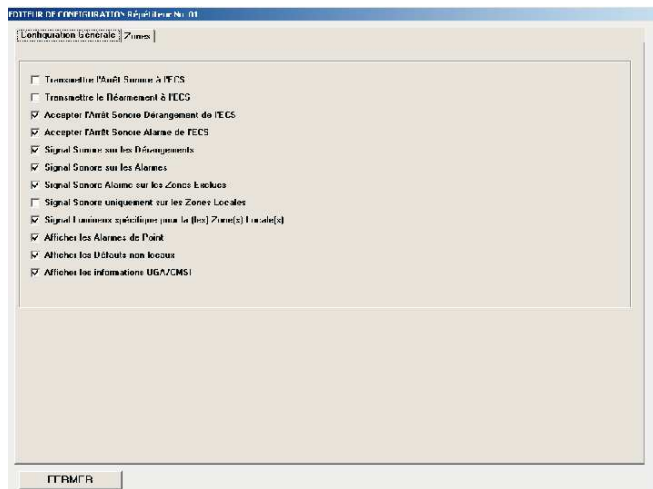 EDITEUR DE CONFIGURATION Répétiteur No. 01
Configuration Générale Zones
Transmettre l'Arrêt Sonore à l'ECS
Transmettre le Réarmement à l'ECS
Accepter l'Arrêt Sonore Dérangement de l'ECS
Accepter l'Arrêt Sonore Alarme de l'ECS
Signal Sonore sur les Dérangements
Signal Sonore sur les Alarmes
Signal Sonore Alarme sur les Zones Exclues
Signal Sonore uniquement sur les Zones Locales
Signal Lumineux spécifique pour la (les) Zone(s) Locale(s)
Afficher les Alarmes de Point
Afficher les Défauts non locaux
Afficher les informations UGA/CMSI
FERMER